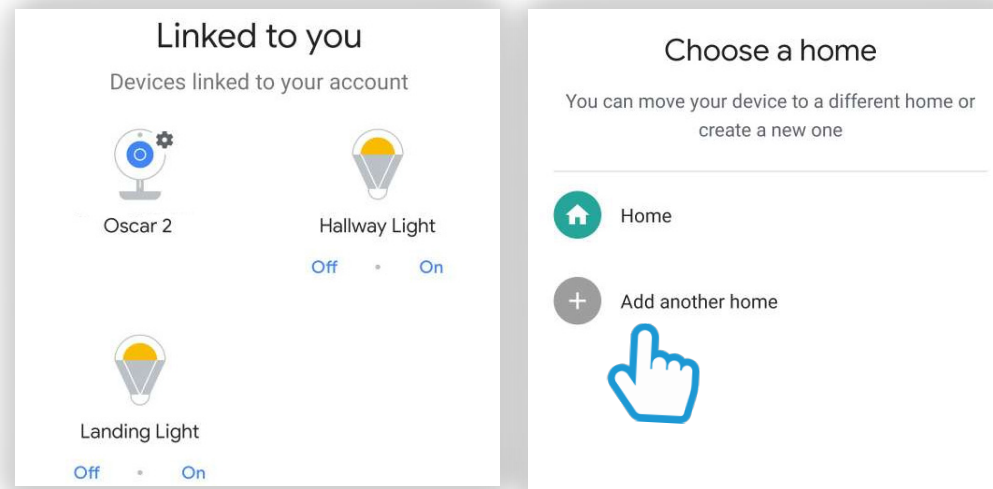 Linked to you
Devices linked to your account
Oscar 2
Hallway Light
Off • On
Landing Light
Off • On
Choose a home
You can move your device to a different home or
create a new one
Home
Add another home